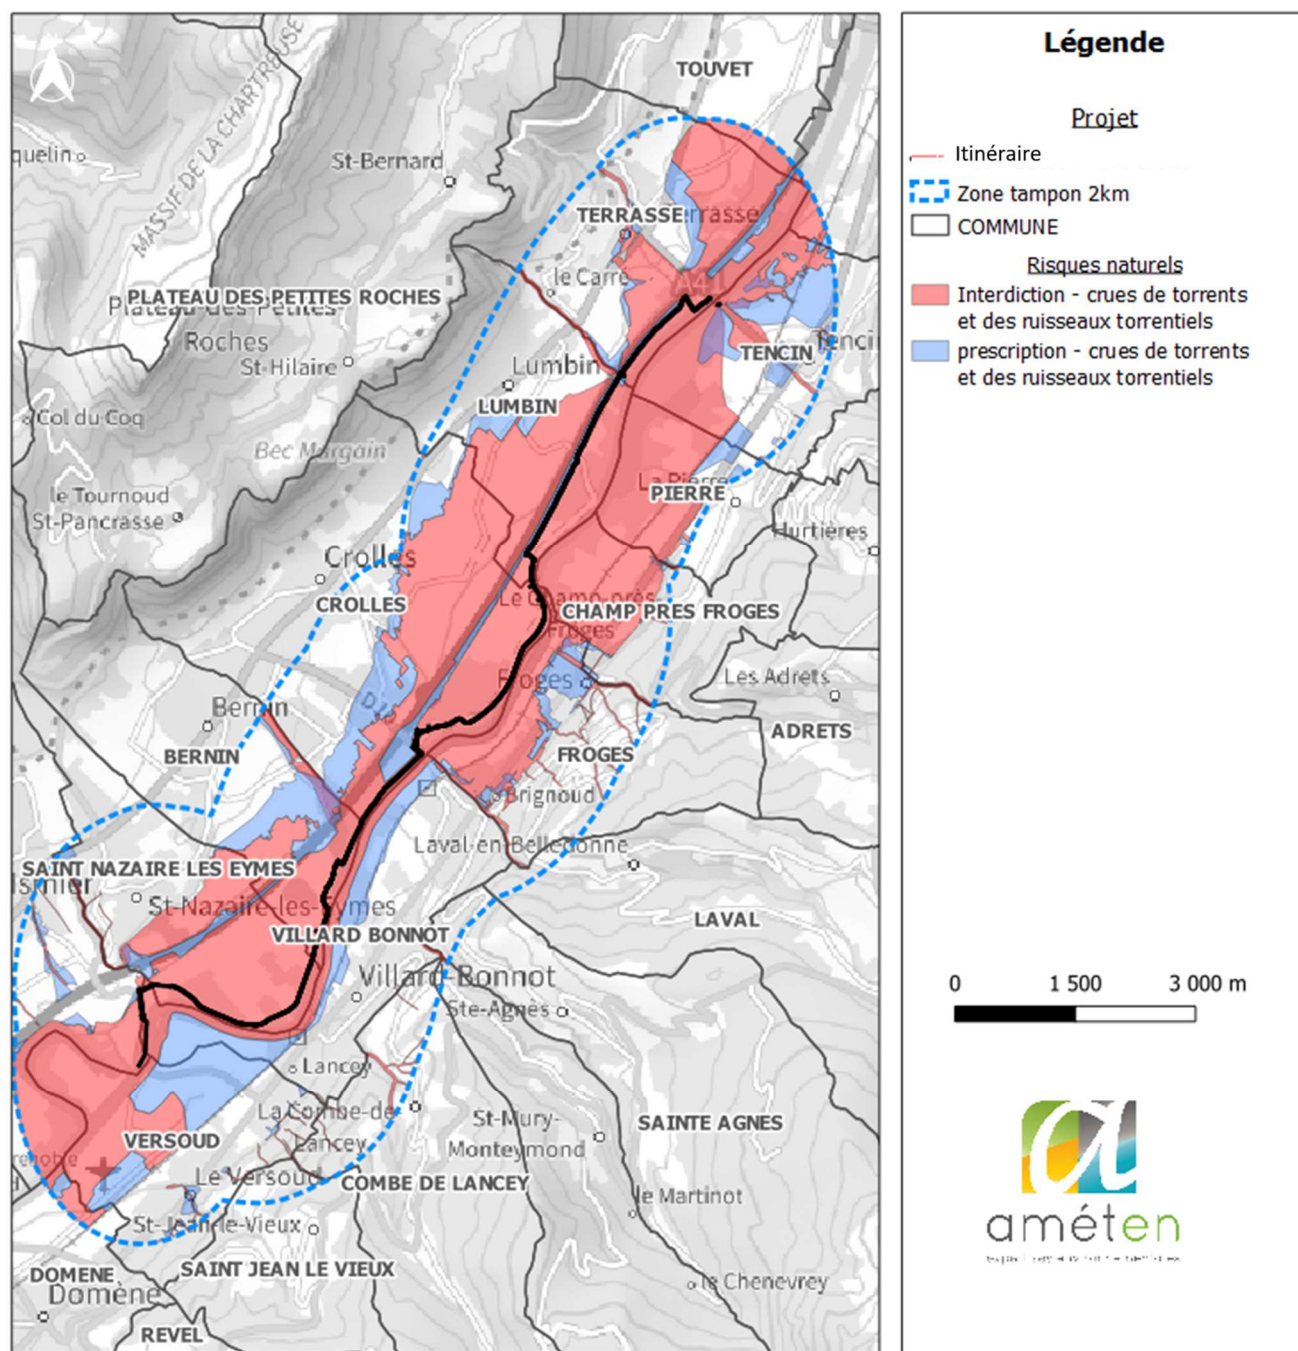 TOUVET
MASSIF DE LA CHARTREUSE
quelin
St-Bernard
TERRASSE
le Carré
A41
PLATEAU DES PETITES ROCHES
Plateau-des-Petites-
Roches
St-Hilaire
TENCIN
Tencin
Lumbin
LUMBIN
Col du Coq
Bec Margain
le Tournoud
St-Pancrasse
La Pierre
PIERRE
Hurtières
Crolles
CROLLES
Le Champ-près-
Froges
CHAMP PRES FROGES
Froges
Les Adrets
ADRETS
Bernin
BERNIN
FROGES
Brignoud
Laval-en-Belledonne
SAINT NAZAIRE LES EYMES
Ismier
St-Nazaire-les-Eymes
LAVAL
VILLARD BONNOT
Villard-Bonnot
Ste-Agnès
Lancey
La Combe-de-
Lancey
St-Mury-
Monteymond
SAINTE AGNES
VERSOUD
Le Versoud
COMBE DE LANCEY
le Martinot
St-Jean-le-Vieux
SAINT JEAN LE VIEUX
DOMENE
Domène
le Chenevrey
REVEL
Légende
Projet
Itinéraire
Zone tampon 2km
COMMUNE
Risques naturels
Interdiction - crues de torrents
et des ruisseaux torrentiels
prescription - crues de torrents
et des ruisseaux torrentiels
0 1 500 3 000 m
a
améten